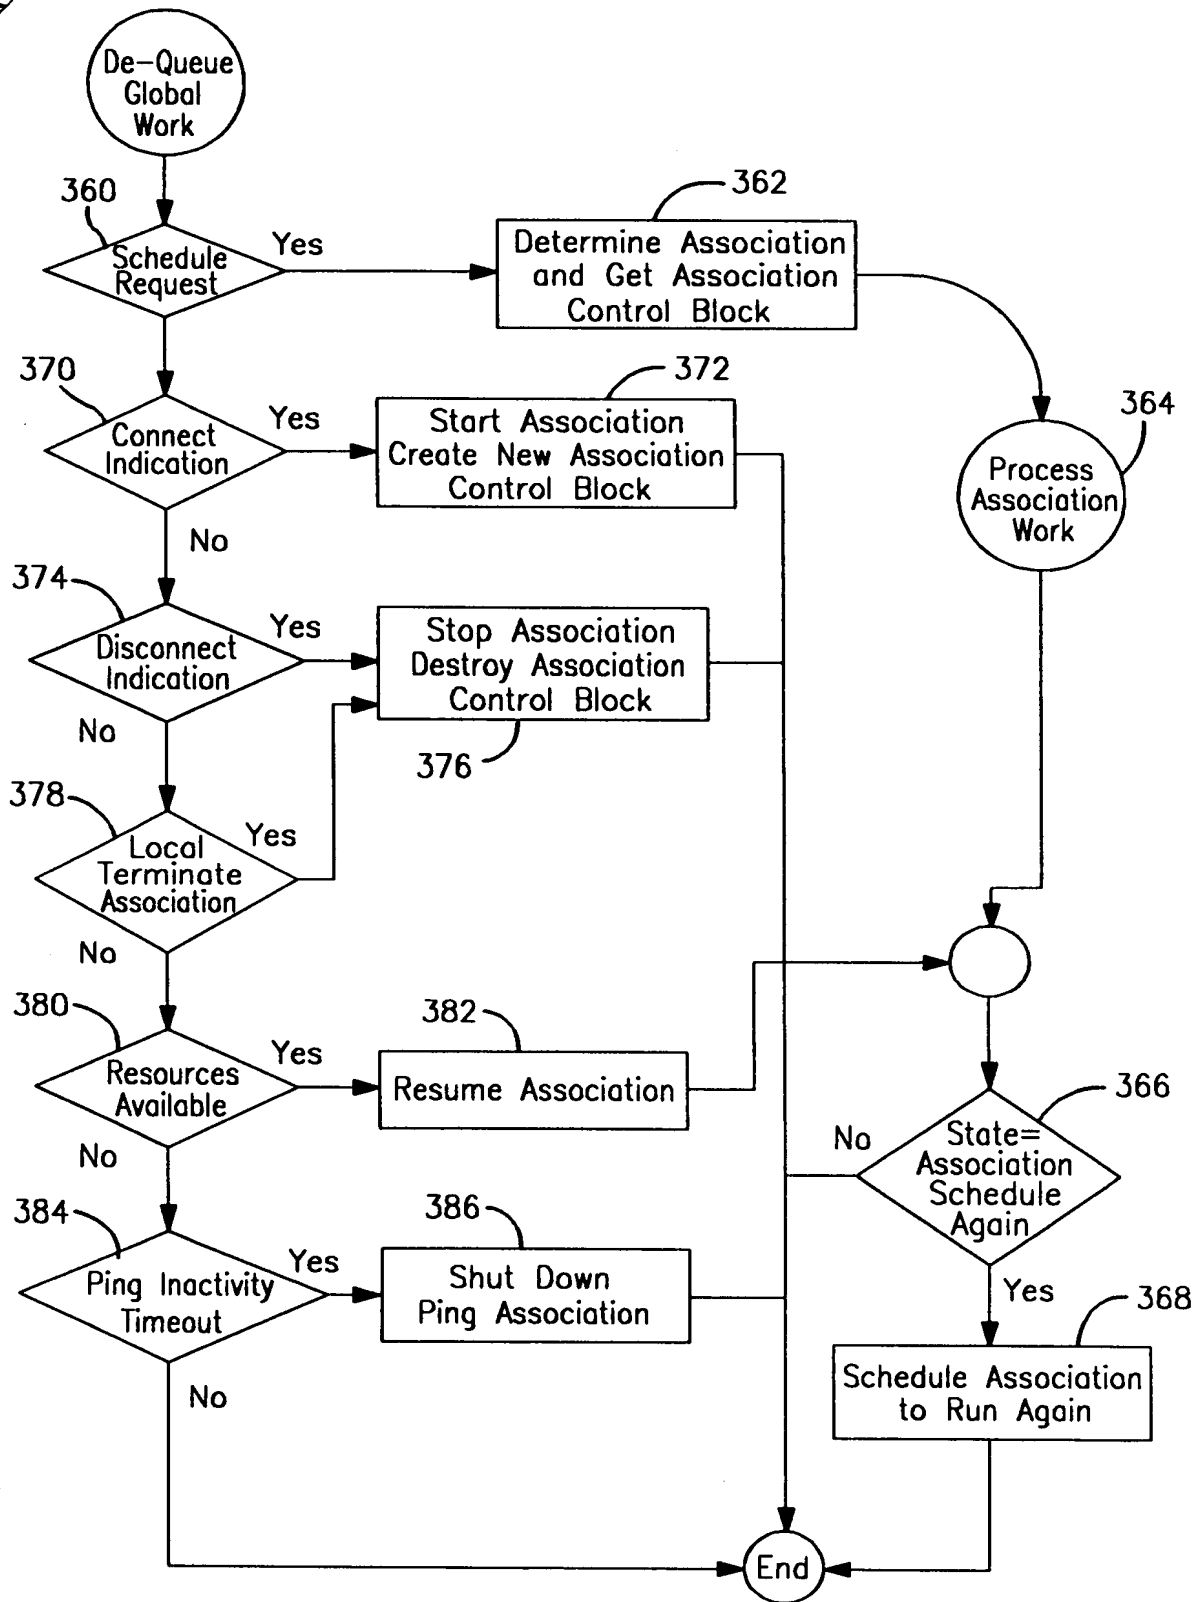 De-Queue
Global
Work
360
Schedule
Request
Yes
362
Determine Association
and Get Association
Control Block
370
Connect
Indication
Yes
372
Start Association
Create New Association
Control Block
364
Process
Association
Work
No
374
Disconnect
Indication
Yes
Stop Association
Destroy Association
Control Block
376
No
378
Local
Terminate
Association
Yes
No
380
Resources
Available
Yes
382
Resume Association
366
State=
Association
Schedule
Again
No
Yes
No
384
Ping Inactivity
Timeout
Yes
386
Shut Down
Ping Association
368
Schedule Association
to Run Again
No
End